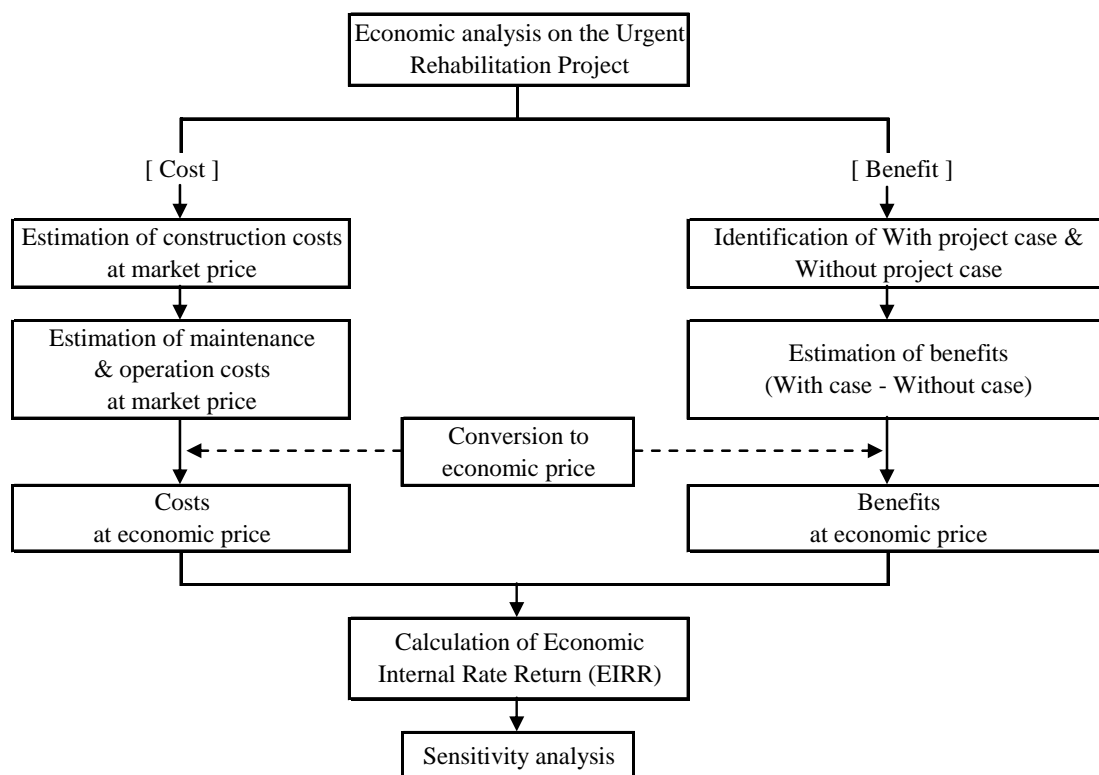 Economic analysis on the Urgent
Rehabilitation Project
[ Cost ]
[ Benefit ]
Estimation of construction costs
at market price
Identification of With project case &
Without project case
Estimation of maintenance
& operation costs
at market price
Estimation of benefits
(With case - Without case)
Conversion to
economic price
Costs
at economic price
Benefits
at economic price
Calculation of Economic
Internal Rate Return (EIRR)
Sensitivity analysis